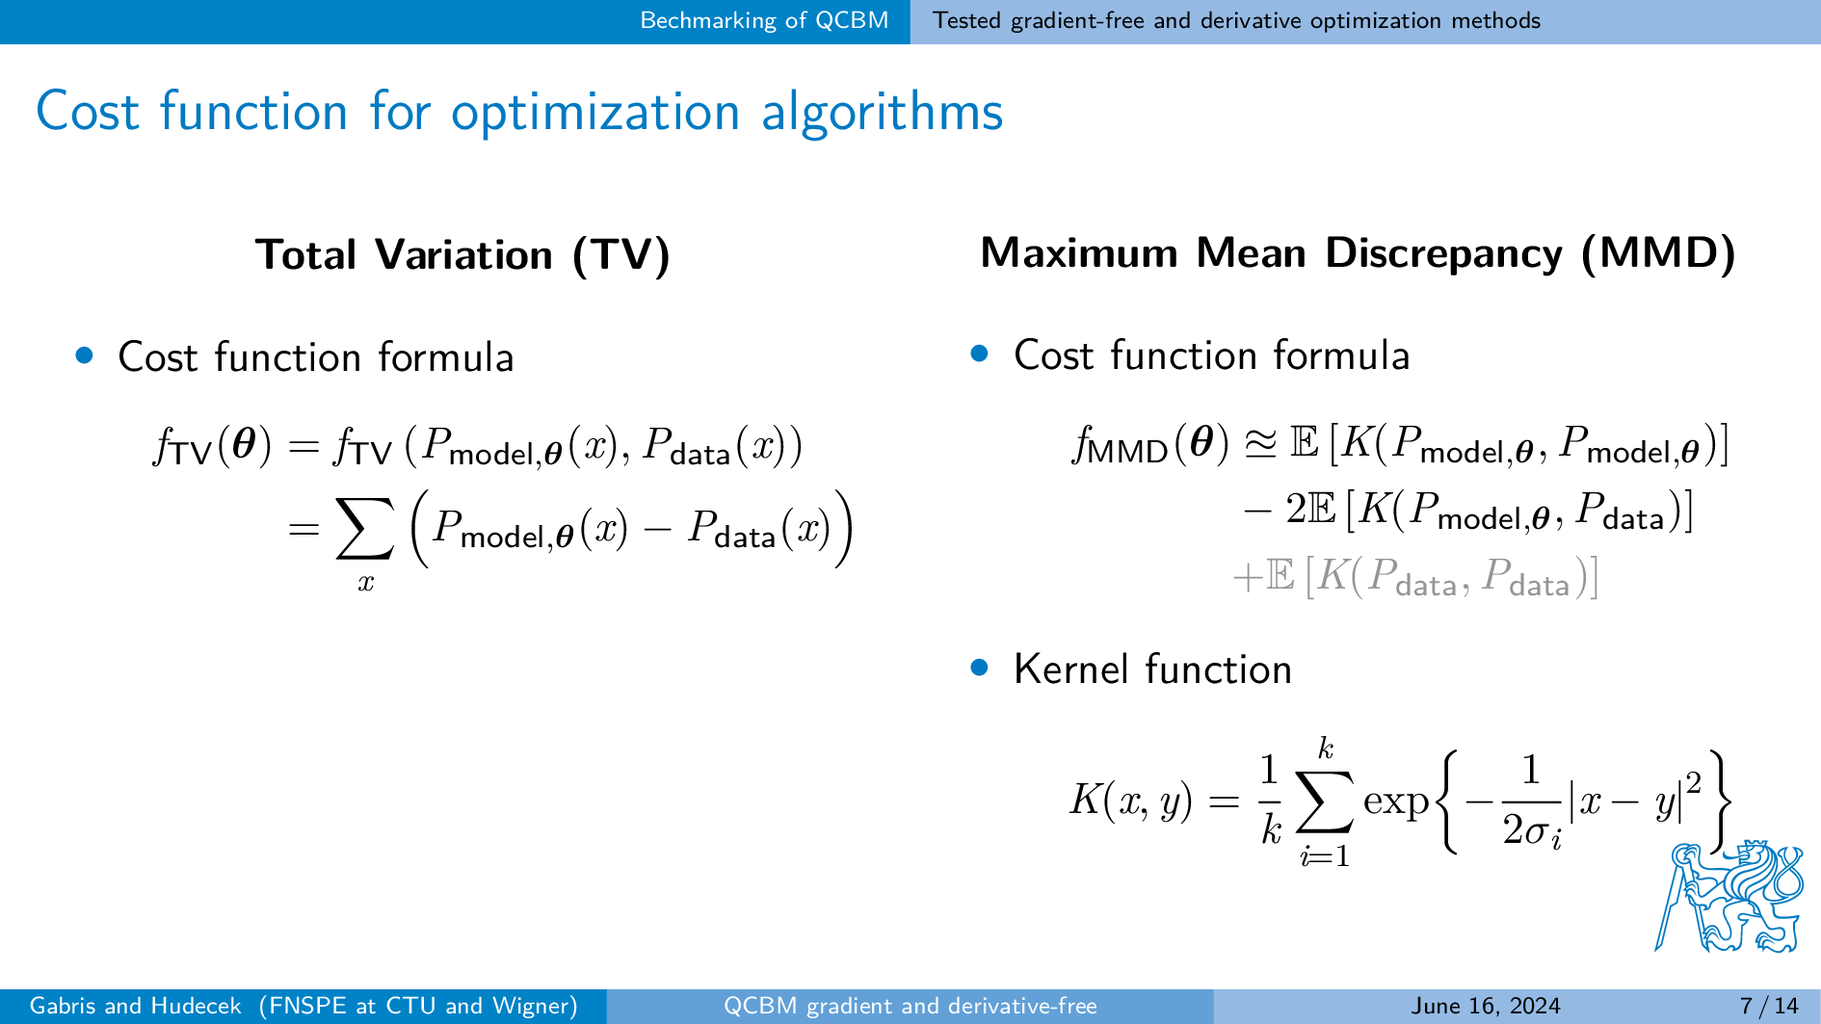 Bechmarking of QCBM
Tested gradient-free and derivative optimization methods
Cost function for optimization algorithms
Total Variation (TV)
• Cost function formula
f_TV(θ) = f_TV (P_model,θ(x), P_data(x))
= ∑_x (P_model,θ(x) − P_data(x))
Maximum Mean Discrepancy (MMD)
• Cost function formula
f_MMD(θ) ≊ 𝔼 [K(P_model,θ, P_model,θ)]
− 2𝔼 [K(P_model,θ, P_data)]
+𝔼 [K(P_data, P_data)]
• Kernel function
K(x, y) = 1/k ∑_{i=1}^{k} exp{−1/(2σ_i)|x − y|²}
Gabris and Hudecek (FNSPE at CTU and Wigner)
QCBM gradient and derivative-free
June 16, 2024
7 / 14